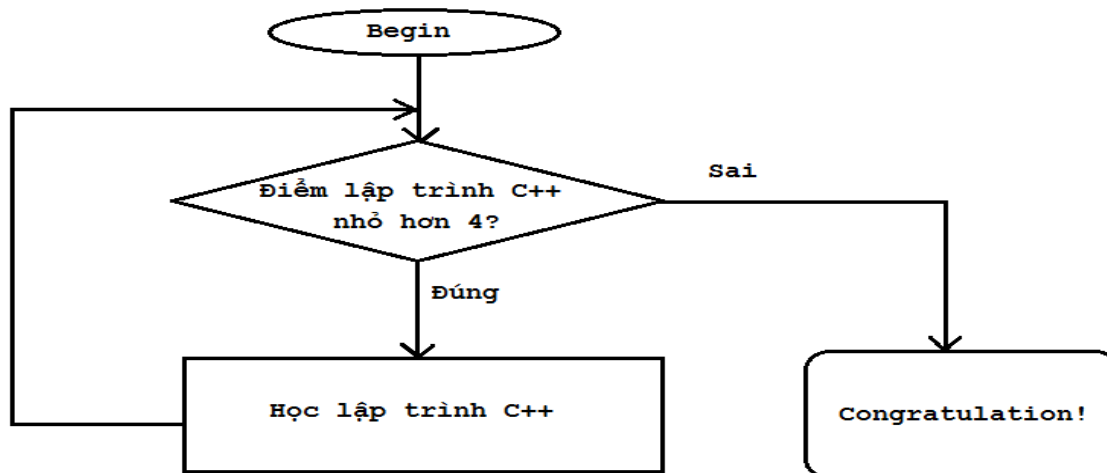 Begin
Điểm lập trình C++
nhỏ hơn 4?
Sai
Đúng
Học lập trình C++
Congratulation!